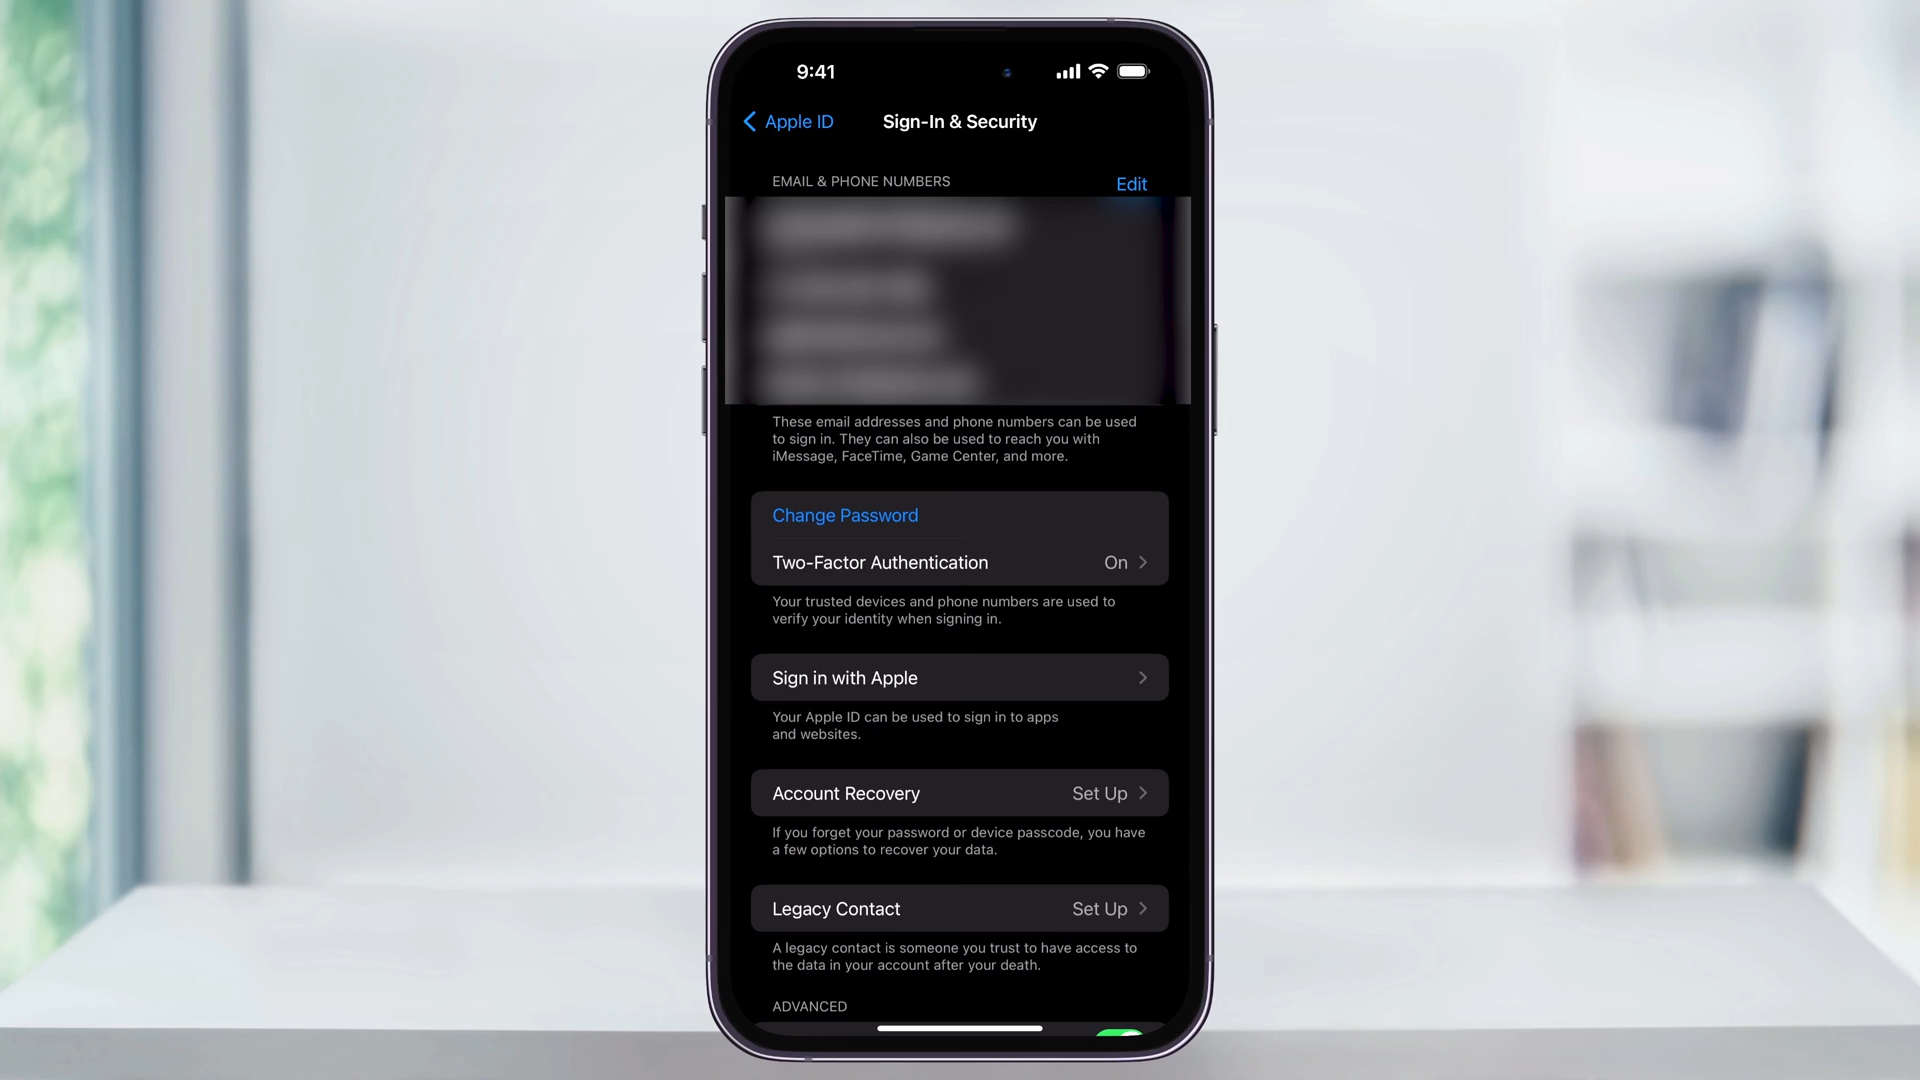 9:41
Apple ID
Sign-In & Security
EMAIL & PHONE NUMBERS
Edit
These email addresses and phone numbers can be used
to sign in. They can also be used to reach you with
iMessage, FaceTime, Game Center, and more.
Change Password
Two-Factor Authentication On
Your trusted devices and phone numbers are used to
verify your identity when signing in.
Sign in with Apple
Your Apple ID can be used to sign in to apps
and websites.
Account Recovery Set Up
If you forget your password or device passcode, you have
a few options to recover your data.
Legacy Contact Set Up
A legacy contact is someone you trust to have access to
the data in your account after your death.
ADVANCED